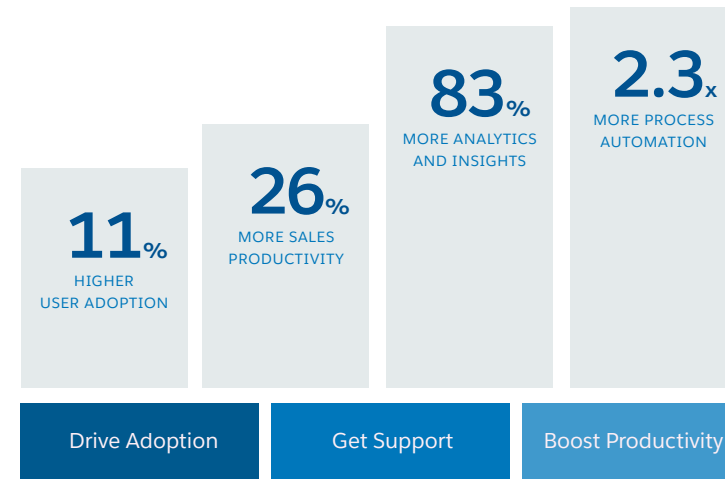 11%
HIGHER
USER ADOPTION
26%
MORE SALES
PRODUCTIVITY
83%
MORE ANALYTICS
AND INSIGHTS
2.3x
MORE PROCESS
AUTOMATION
Drive Adoption
Get Support
Boost Productivity